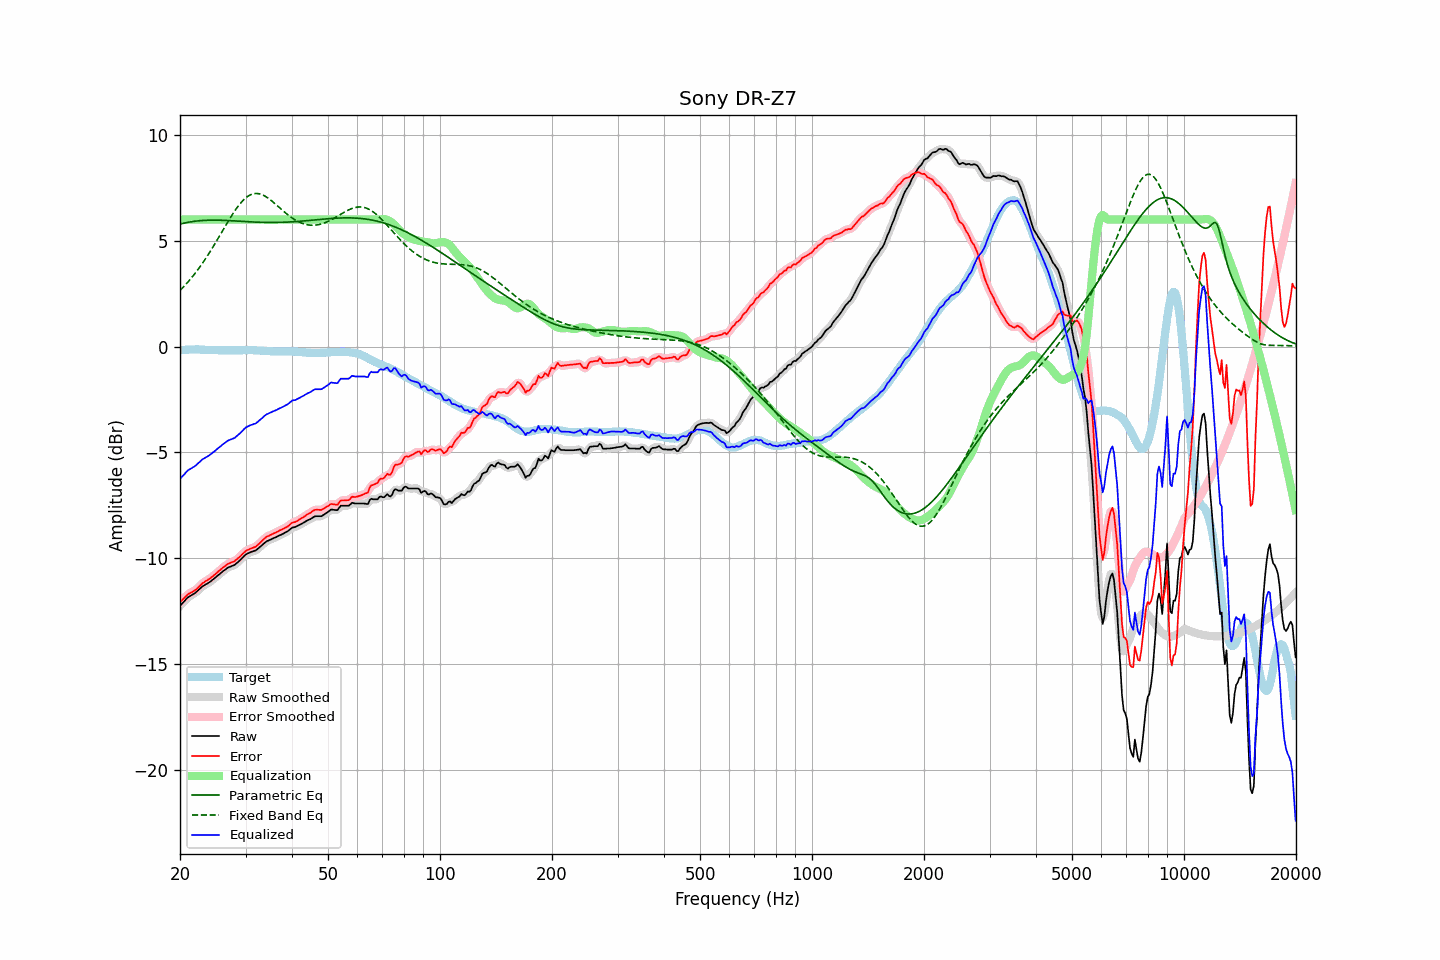 Sony DR-Z7
Amplitude (dBr)
10
5
0
−5
−10
−15
−20
Target
Raw Smoothed
Error Smoothed
Raw
Error
Equalization
Parametric Eq
Fixed Band Eq
Equalized
20 50 100 200 500 1000 2000 5000 10000 20000
Frequency (Hz)